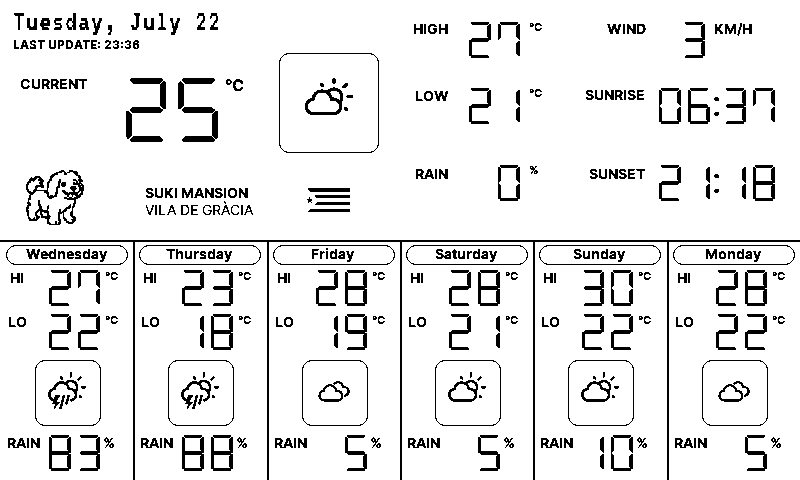 Tuesday, July 22
LAST UPDATE: 23:36
CURRENT 25 °C
HIGH 27 °C
WIND 3 KM/H
LOW 21 °C
SUNRISE 06:37
RAIN 0 %
SUNSET 21:18
SUKI MANSION
VILA DE GRÀCIA
Wednesday
HI 27 °C
LO 22 °C
RAIN 83 %
Thursday
HI 23 °C
LO 18 °C
RAIN 88 %
Friday
HI 28 °C
LO 19 °C
RAIN 5 %
Saturday
HI 28 °C
LO 21 °C
RAIN 5 %
Sunday
HI 30 °C
LO 22 °C
RAIN 10 %
Monday
HI 28 °C
LO 22 °C
RAIN 5 %